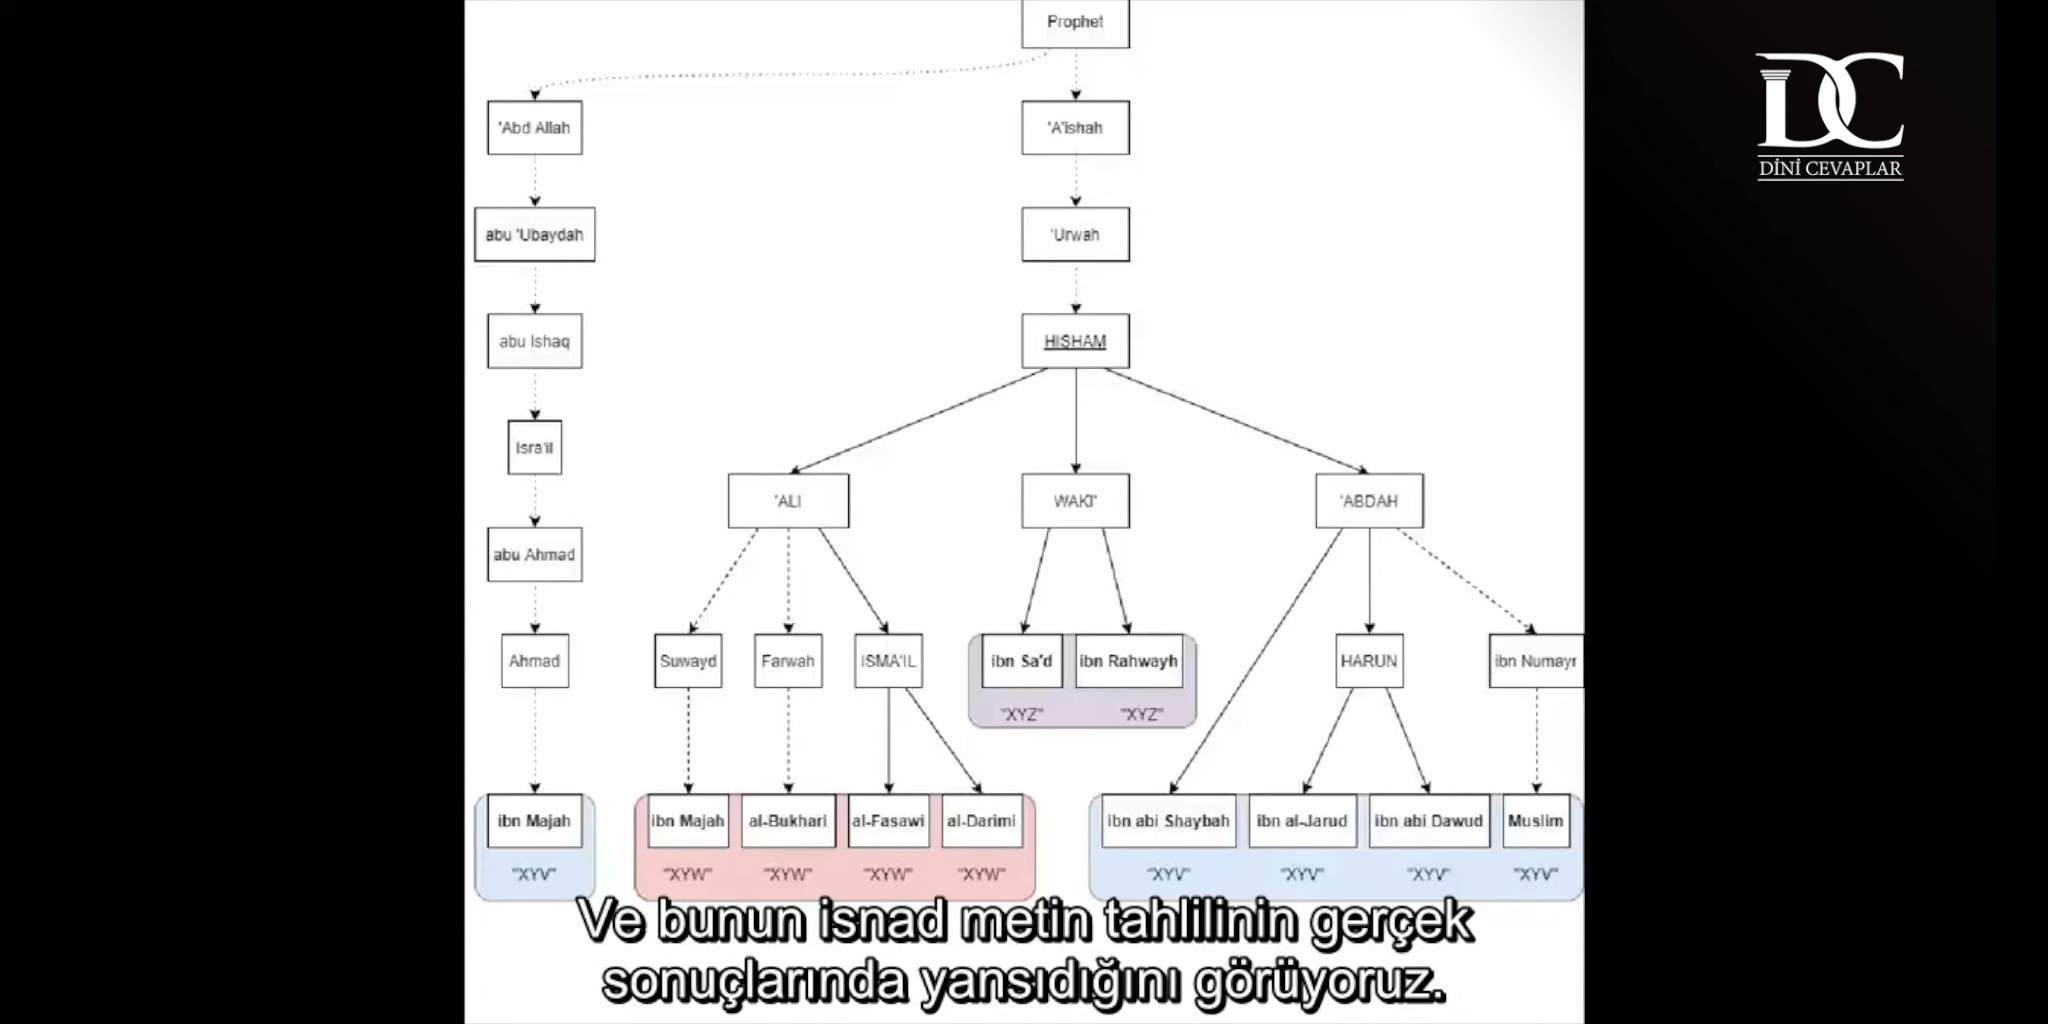 Prophet
DC
DİNİ CEVAPLAR
'Abd Allah
'A'ishah
abu 'Ubaydah
'Urwah
abu Ishaq
HISHAM
Isra'il
'ALI
WAKI'
'ABDAH
abu Ahmad
Ahmad
Suwayd
Farwah
ISMA'IL
ibn Sa'd
ibn Rahwayh
HARUN
ibn Numayr
"XYZ"
"XYZ"
ibn Majah
ibn Majah
al-Bukhari
al-Fasawi
al-Darimi
ibn abi Shaybah
ibn al-Jarud
ibn abi Dawud
Muslim
"XYV"
"XYW"
"XYW"
"XYW"
"XYW"
"XYV"
"XYV"
"XYV"
"XYV"
Ve bunun isnad metin tahlilinin gerçek
sonuçlarında yansıdığını görüyoruz.